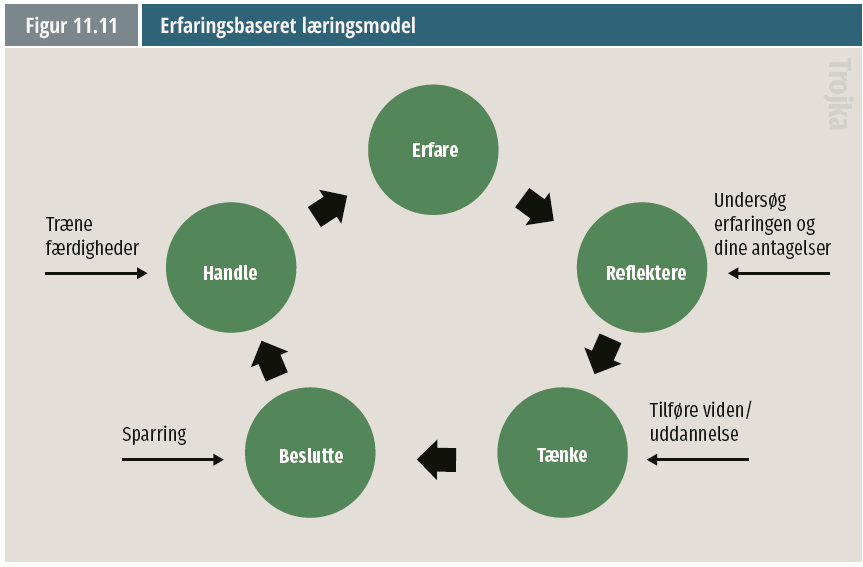 Figur 11.11
Erfaringsbaseret læringsmodel
Trojka
Erfare
Undersøg
erfaringen og
dine antagelser
Reflektere
Tilføre viden/
uddannelse
Tænke
Beslutte
Sparring
Handle
Træne
færdigheder